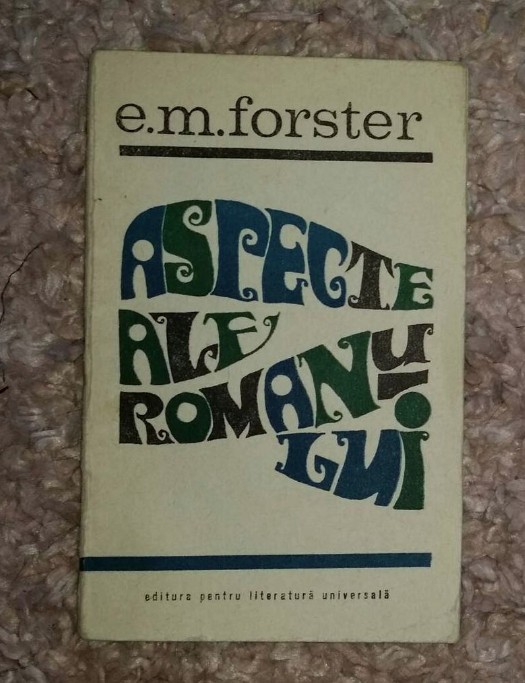 e.m.forster
ASPECTE
ALE
ROMANU-
LUI
editura pentru literatură universală